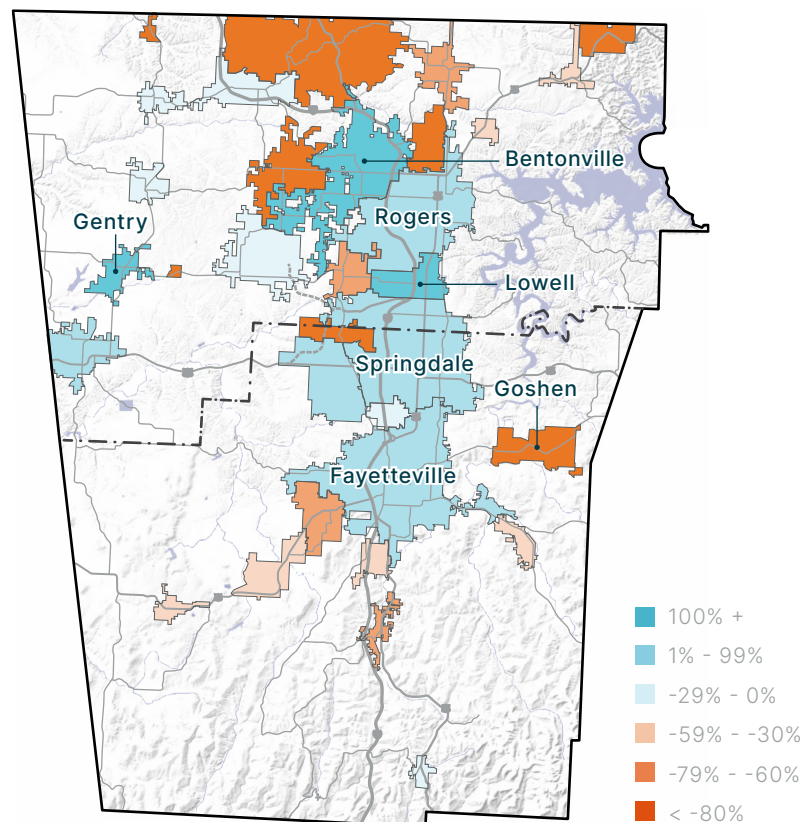 Bentonville
Rogers
Gentry
Lowell
Springdale
Goshen
Fayetteville
100% +
1% - 99%
-29% - 0%
-59% - -30%
-79% - -60%
< -80%